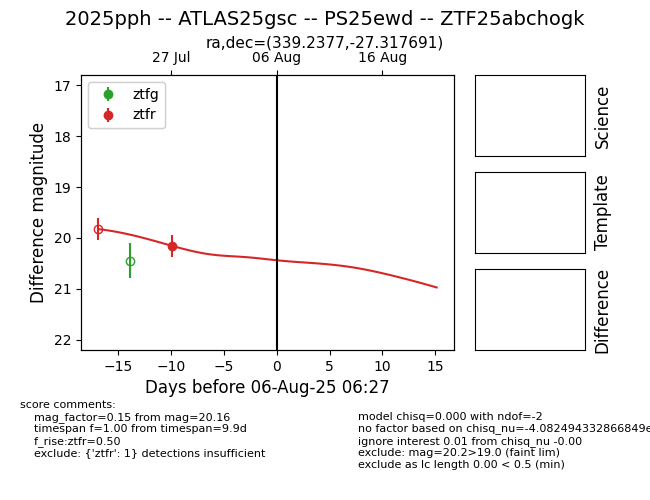 2025pph -- ATLAS25gsc -- PS25ewd -- ZTF25abchogk
ra,dec=(339.2377,-27.317691)
27 Jul 06 Aug 16 Aug
ztfg
ztfr
17
18
19
20
21
22
Difference magnitude
−15 −10 −5 0 5 10 15
Days before 06-Aug-25 06:27
Science
Template
Difference
score comments:
mag_factor=0.15 from mag=20.16
timespan f=1.00 from timespan=9.9d
f_rise:ztfr=0.50
exclude: {'ztfr': 1} detections insufficient
model chisq=0.000 with ndof=-2
no factor based on chisq_nu=-4.082494332866849e
ignore interest 0.01 from chisq_nu -0.00
exclude: mag=20.2>19.0 (faint lim)
exclude as lc length 0.00 < 0.5 (min)